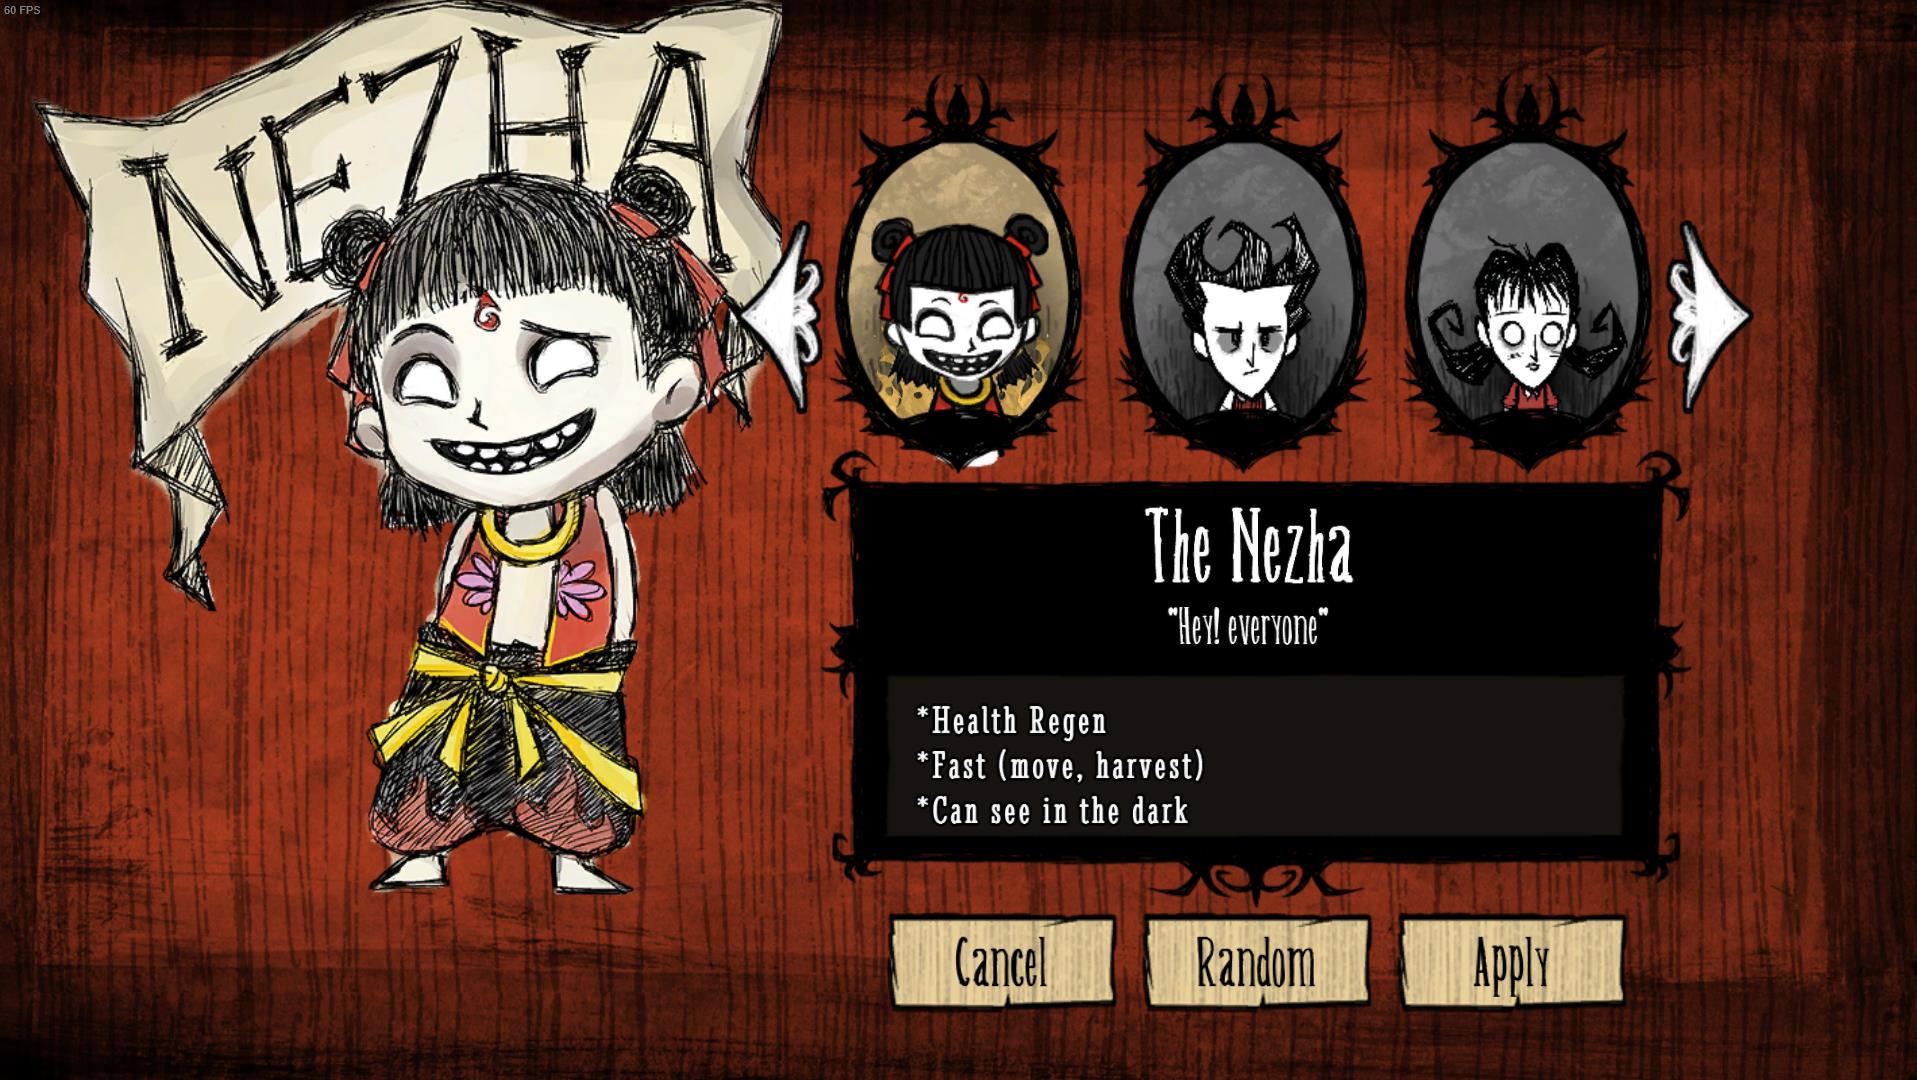 60 FPS
NEZHA
The Nezha
"Hey! everyone"
*Health Regen
*Fast (move, harvest)
*Can see in the dark
Cancel
Random
Apply